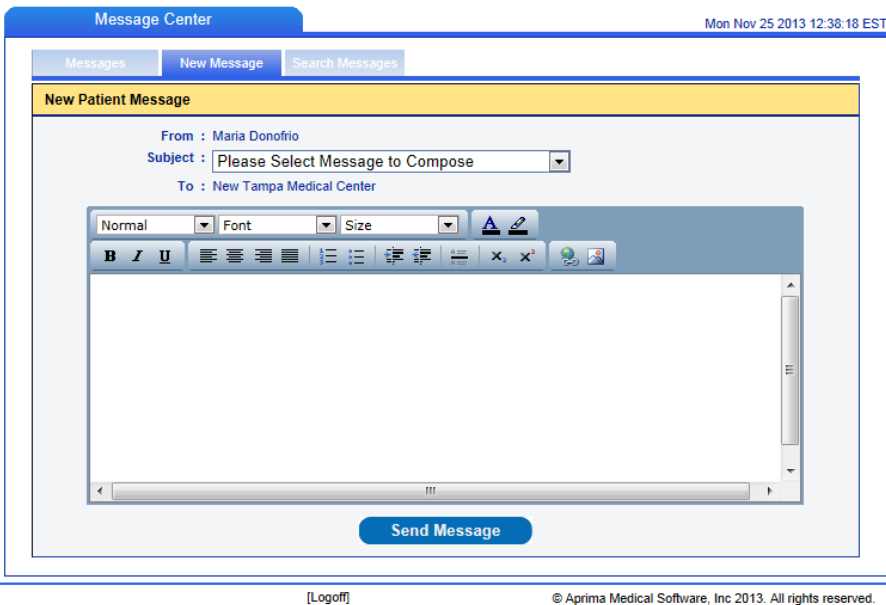 Message Center
Mon Nov 25 2013 12:38:18 EST
Messages New Message Search Messages
New Patient Message
From : Maria Donofrio
Subject : Please Select Message to Compose
To : New Tampa Medical Center
Normal Font Size A
B I U x₂ x²
Send Message
[Logoff] © Aprima Medical Software, Inc 2013. All rights reserved.